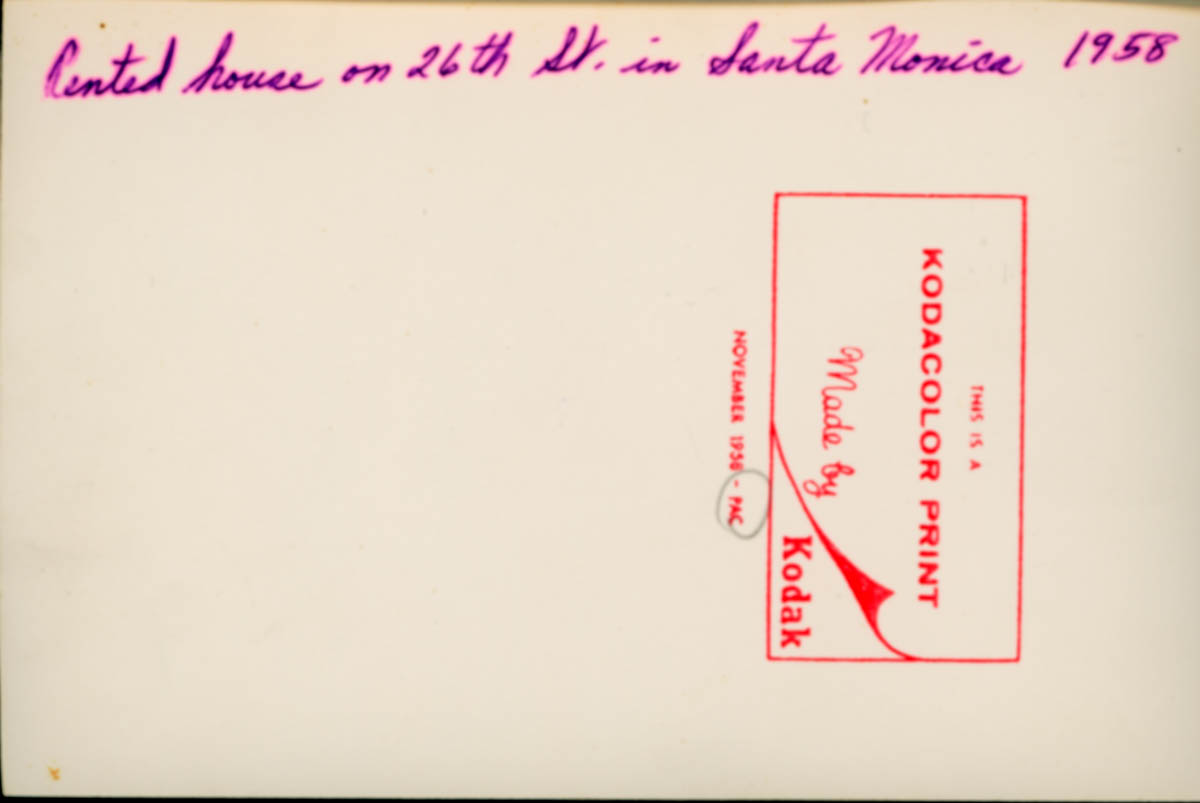 Rented house on 26th St. in Santa Monica 1958
THIS IS A
KODACOLOR PRINT
Made by
Kodak
NOVEMBER 1958 - PAC